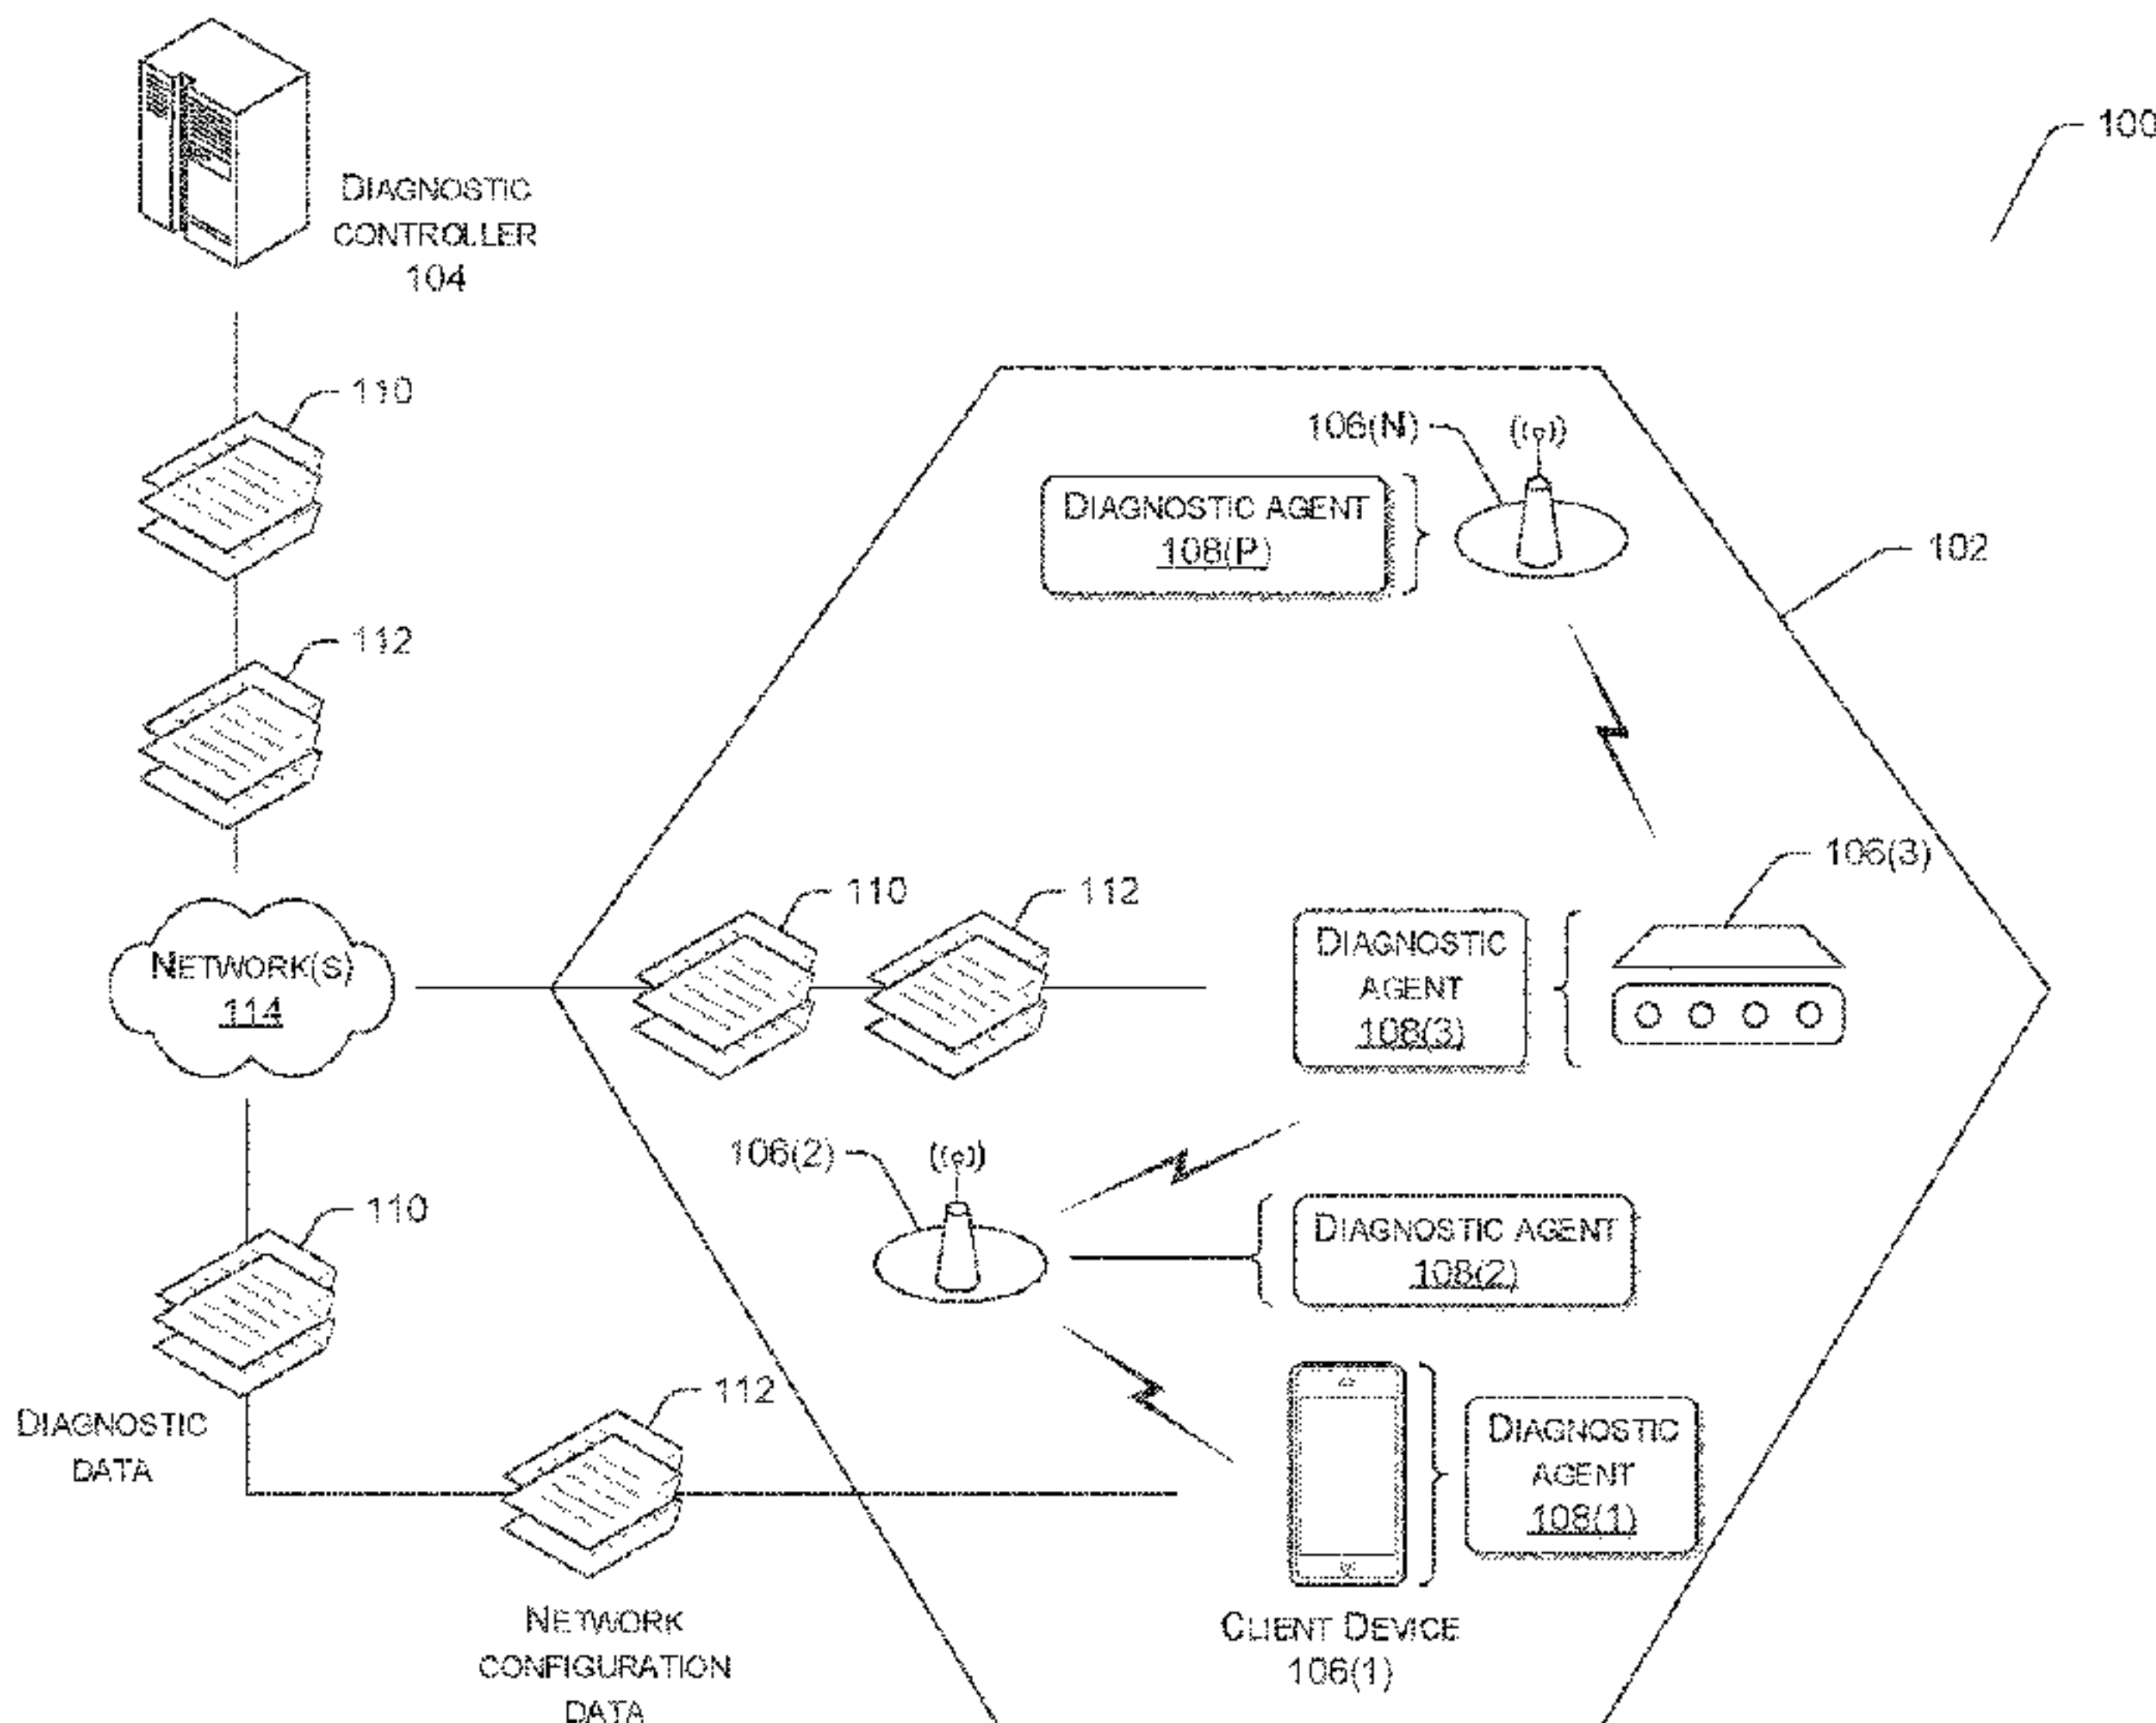 100
DIAGNOSTIC
CONTROLLER
104
110
112
106(N)
((o))
DIAGNOSTIC AGENT
108(P)
102
106(3)
110
112
NETWORK(S)
114
DIAGNOSTIC
AGENT
108(3)
106(2)
((o))
DIAGNOSTIC AGENT
108(2)
110
DIAGNOSTIC
DATA
112
NETWORK
CONFIGURATION
DATA
DIAGNOSTIC
AGENT
108(1)
CLIENT DEVICE
106(1)